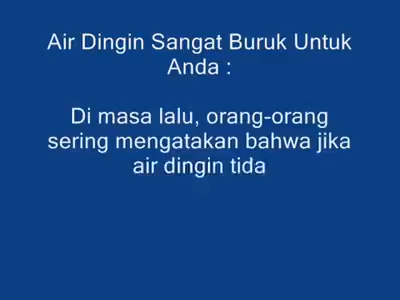 Air Dingin Sangat Buruk Untuk
Anda :
Di masa lalu, orang-orang
sering mengatakan bahwa jika
air dingin tida